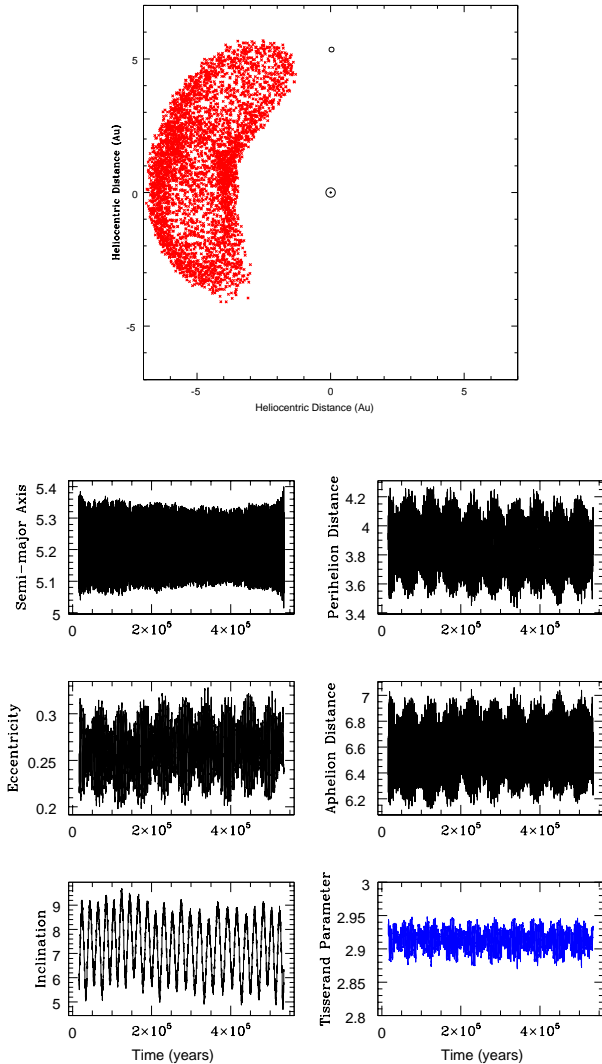 5
0
-5
Heliocentric Distance (Au)
-5 0 5
Heliocentric Distance (Au)
5.4
5.3
5.2
5.1
5
Semi-major Axis
0 2×10⁵ 4×10⁵
4.2
4
3.8
3.6
3.4
Perihelion Distance
0 2×10⁵ 4×10⁵
0.3
0.25
0.2
Eccentricity
0 2×10⁵ 4×10⁵
7
6.8
6.6
6.4
6.2
Aphelion Distance
0 2×10⁵ 4×10⁵
9
8
7
6
5
Inclination
0 2×10⁵ 4×10⁵
Time (years)
3
2.95
2.9
2.85
2.8
Tisserand Parameter
0 2×10⁵ 4×10⁵
Time (years)